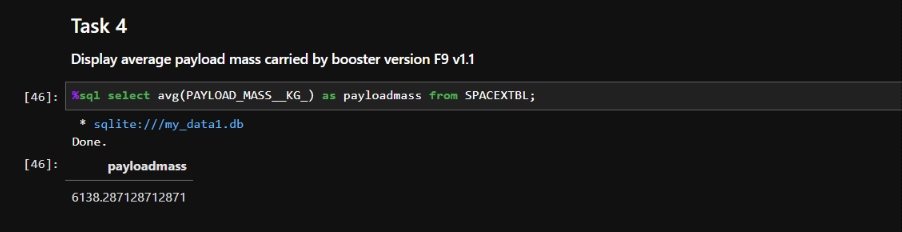 Task 4
Display average payload mass carried by booster version F9 v1.1
[46]: %sql select avg(PAYLOAD_MASS__KG_) as payloadmass from SPACEXTBL;
* sqlite:///my_data1.db
Done.
[46]: payloadmass
6138.287128712871